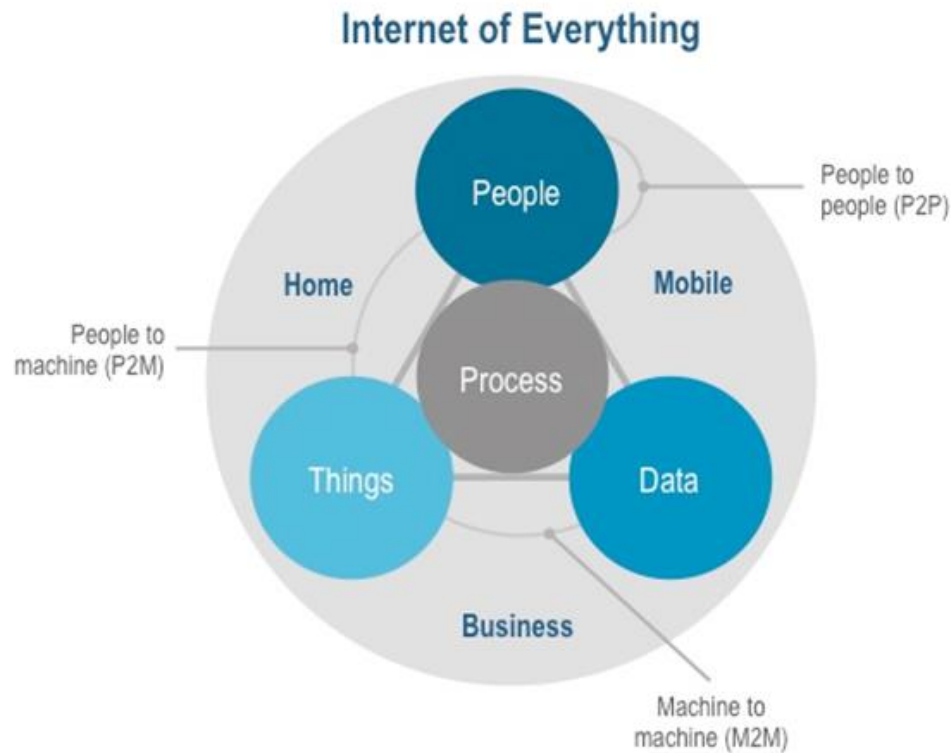 Internet of Everything
People
People to
people (P2P)
Home
Mobile
People to
machine (P2M)
Process
Things
Data
Business
Machine to
machine (M2M)